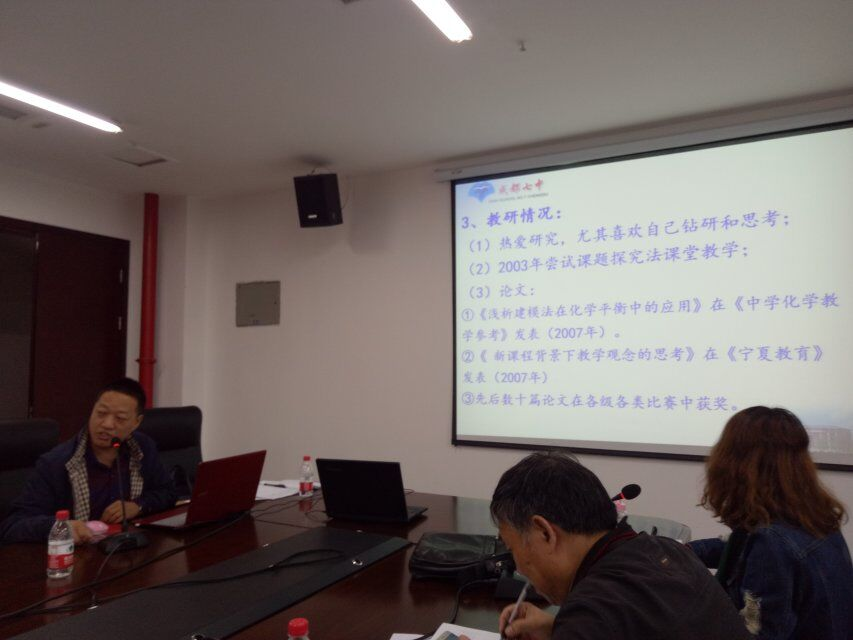 成都七中
3、教研情况：
（1）热爱研究，尤其喜欢自己钻研和思考；
（2）2003年尝试课题探究法课堂教学；
（3）论文：
①《浅析建模法在化学平衡中的应用》在《中学化学教
学参考》发表（2007年）。
②《 新课程背景下教学观念的思考》在《宁夏教育》
发表（2007年）
③先后数十篇论文在各级各类比赛中获奖。